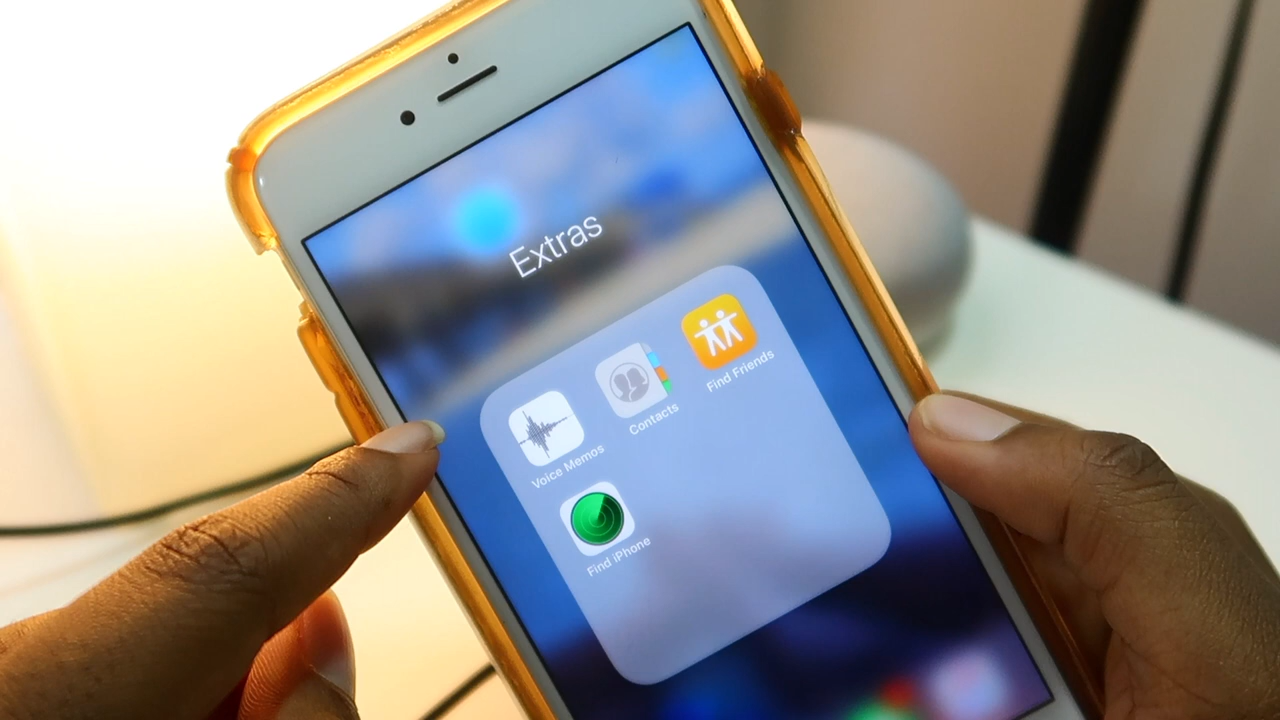 Extras
Voice Memos
Contacts
Find Friends
Find iPhone